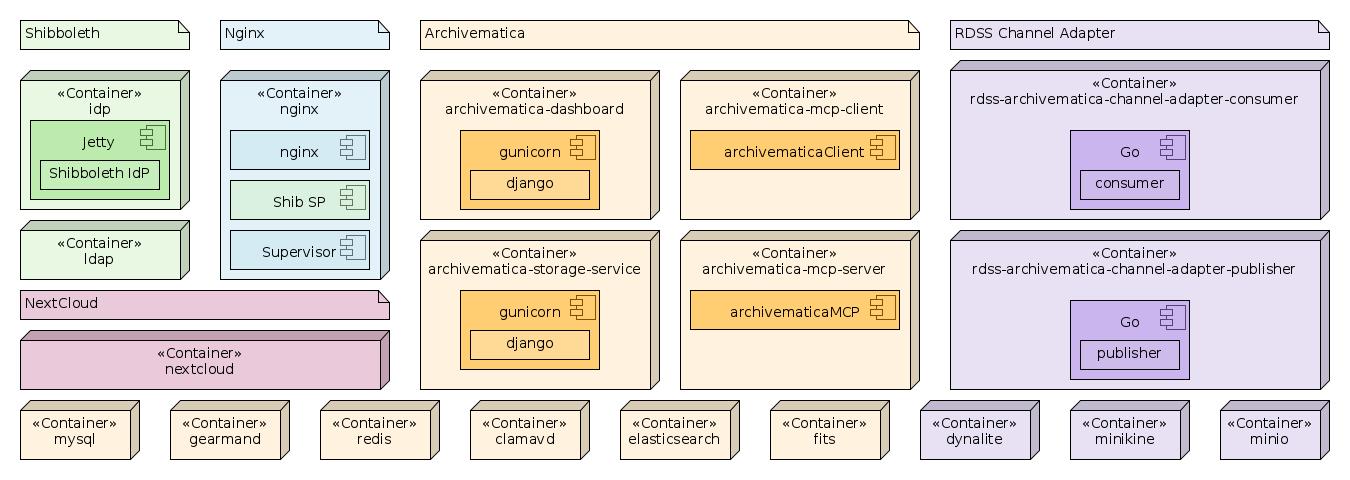 Shibboleth
Nginx
Archivematica
RDSS Channel Adapter
«Container»
idp
Jetty
Shibboleth IdP
«Container»
ldap
«Container»
nginx
nginx
Shib SP
Supervisor
«Container»
archivematica-dashboard
gunicorn
django
«Container»
archivematica-mcp-client
archivematicaClient
«Container»
rdss-archivematica-channel-adapter-consumer
Go
consumer
«Container»
archivematica-storage-service
gunicorn
django
«Container»
archivematica-mcp-server
archivematicaMCP
«Container»
rdss-archivematica-channel-adapter-publisher
Go
publisher
NextCloud
«Container»
nextcloud
«Container»
mysql
«Container»
gearmand
«Container»
redis
«Container»
clamavd
«Container»
elasticsearch
«Container»
fits
«Container»
dynalite
«Container»
minikine
«Container»
minio